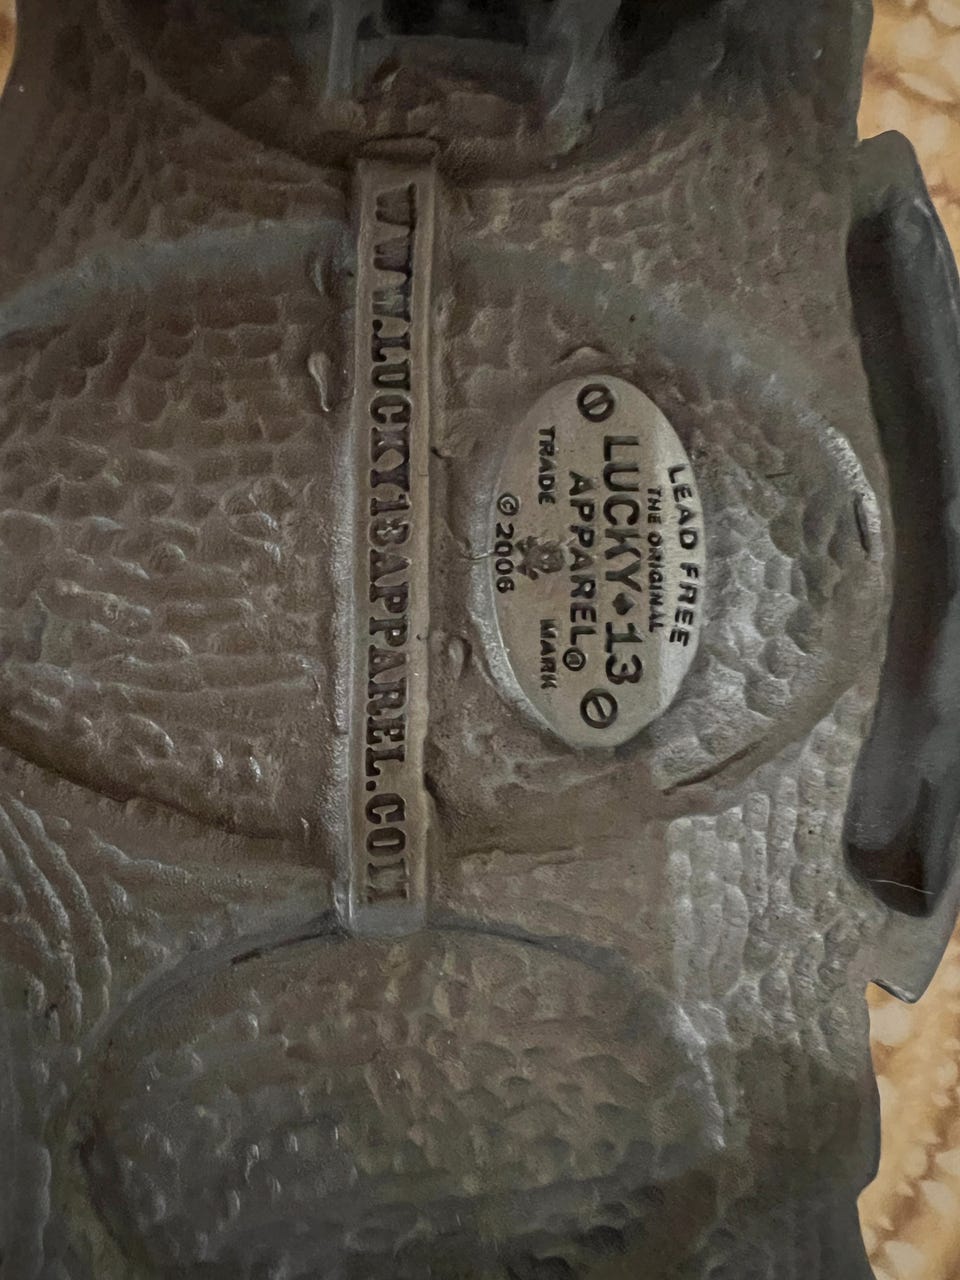 LEAD FREE
THE ORIGINAL
LUCKY♠13
APPAREL®
TRADE MARK
©2006
WWW.LUCKY13APPAREL.COM